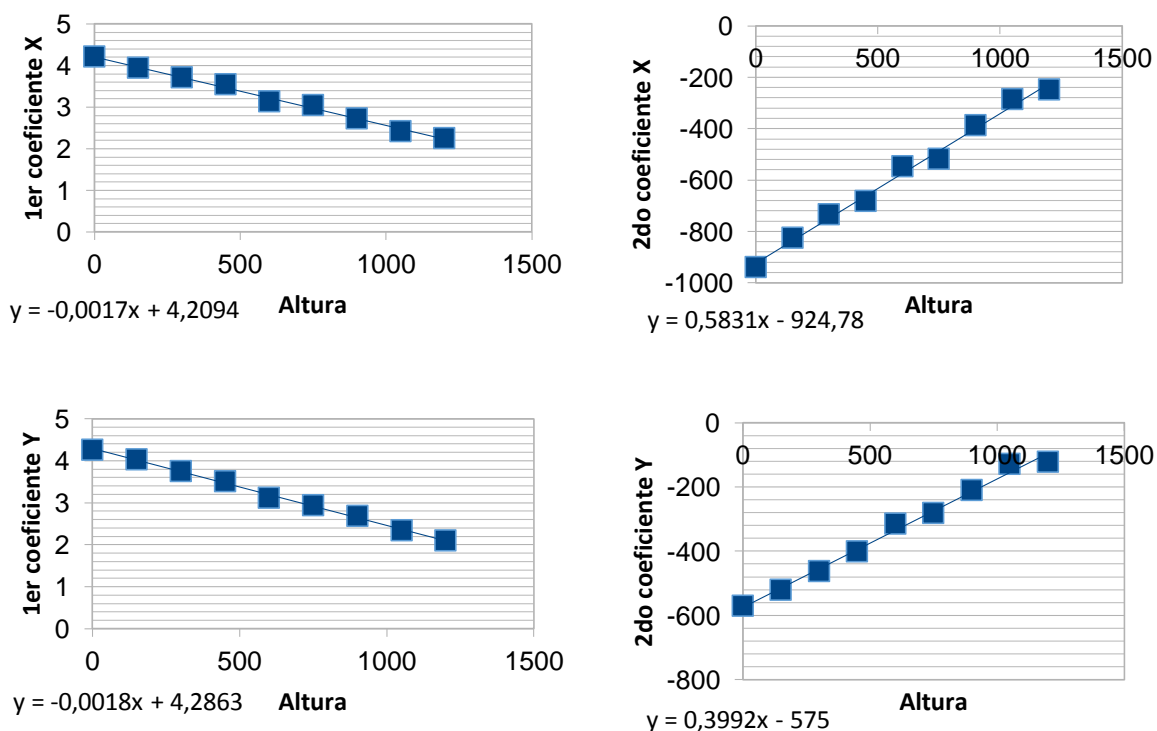 1er coeficiente X
5
4
3
2
1
0
0 500 1000 1500
y = -0,0017x + 4,2094
Altura
2do coeficiente X
0
-200
-400
-600
-800
-1000
0 500 1000 1500
Altura
y = 0,5831x - 924,78
1er coeficiente Y
5
4
3
2
1
0
0 500 1000 1500
y = -0,0018x + 4,2863
Altura
2do coeficiente Y
0
-200
-400
-600
-800
0 500 1000 1500
Altura
y = 0,3992x - 575